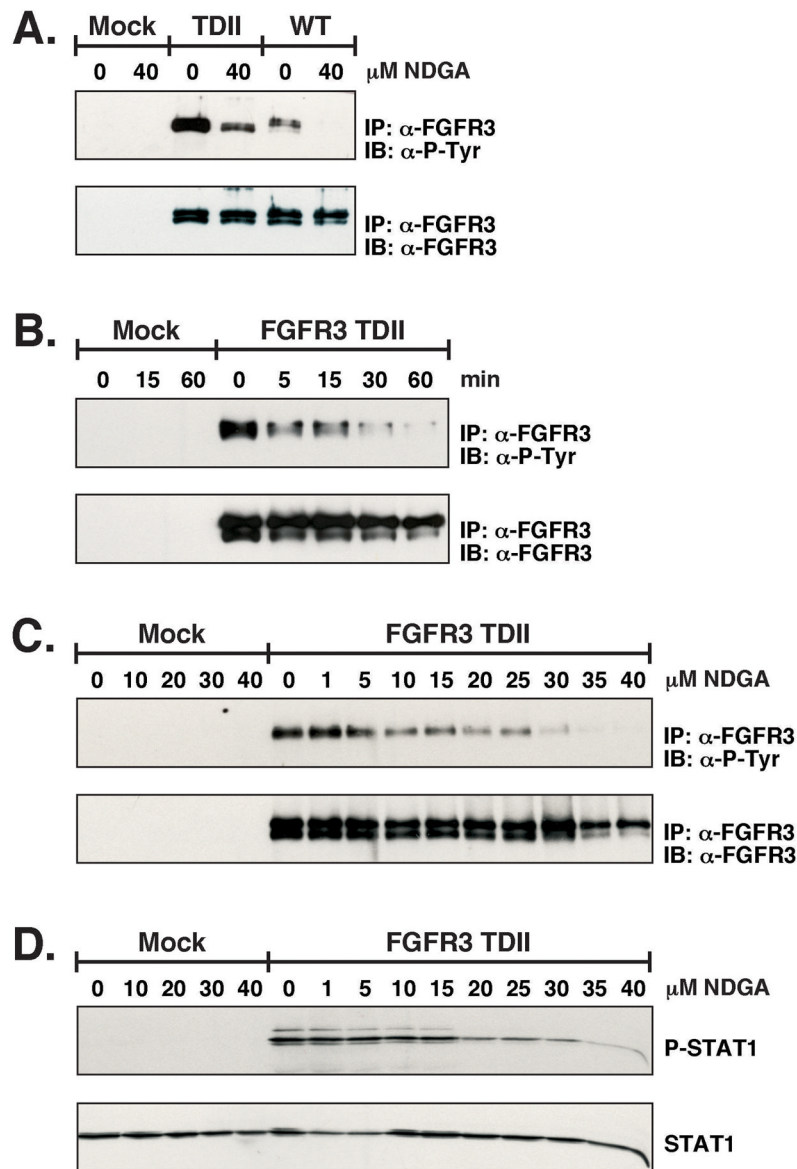 A.
Mock TDII WT
0 40 0 40 0 40 μM NDGA
IP: α-FGFR3
IB: α-P-Tyr
IP: α-FGFR3
IB: α-FGFR3
B.
Mock FGFR3 TDII
0 15 60 0 5 15 30 60 min
IP: α-FGFR3
IB: α-P-Tyr
IP: α-FGFR3
IB: α-FGFR3
C.
Mock FGFR3 TDII
0 10 20 30 40 0 1 5 10 15 20 25 30 35 40 μM NDGA
IP: α-FGFR3
IB: α-P-Tyr
IP: α-FGFR3
IB: α-FGFR3
D.
Mock FGFR3 TDII
0 10 20 30 40 0 1 5 10 15 20 25 30 35 40 μM NDGA
P-STAT1
STAT1